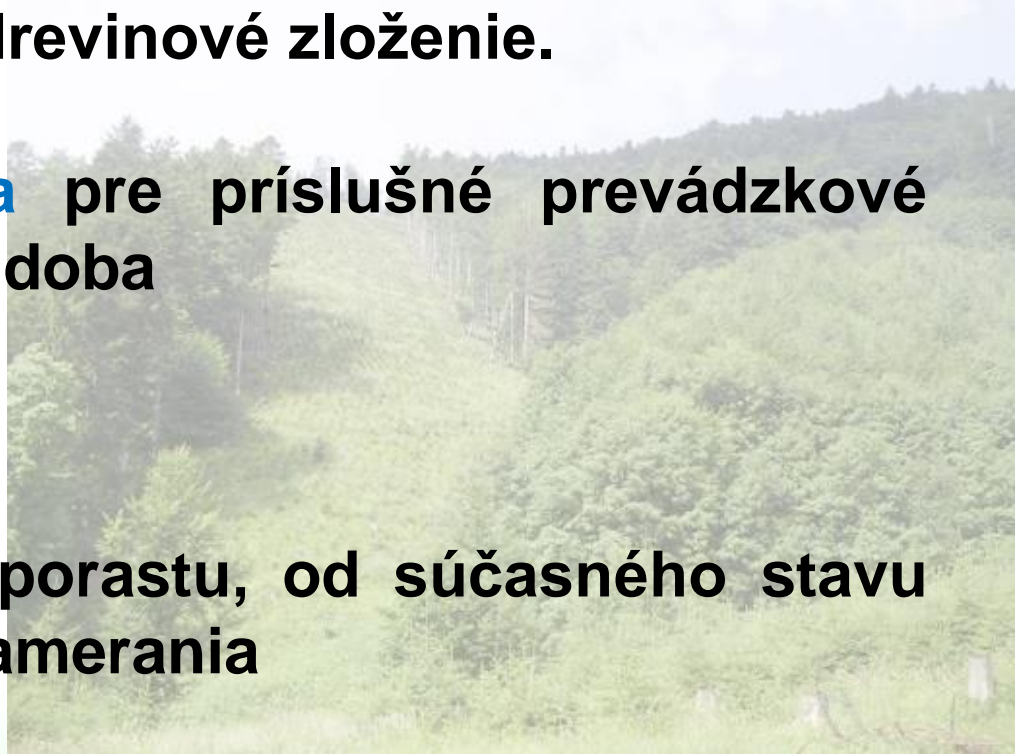 drevinové zloženie.
a pre príslušné prevádzkové
doba
porastu, od súčasného stavu
amerania